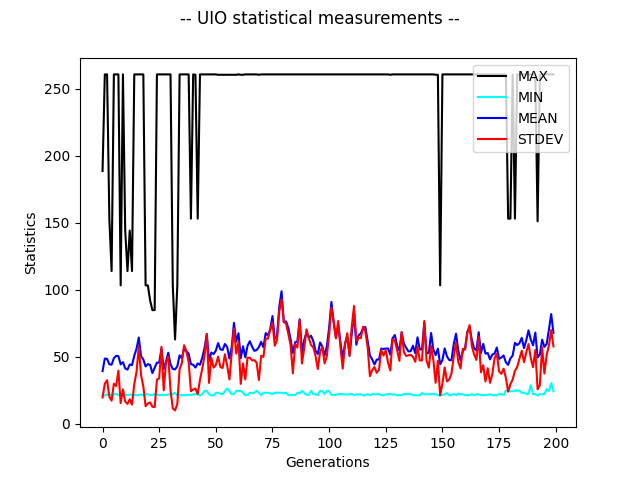 -- UIO statistical measurements --
250
200
150
100
50
0
Statistics
MAX
MIN
MEAN
STDEV
0 25 50 75 100 125 150 175 200
Generations